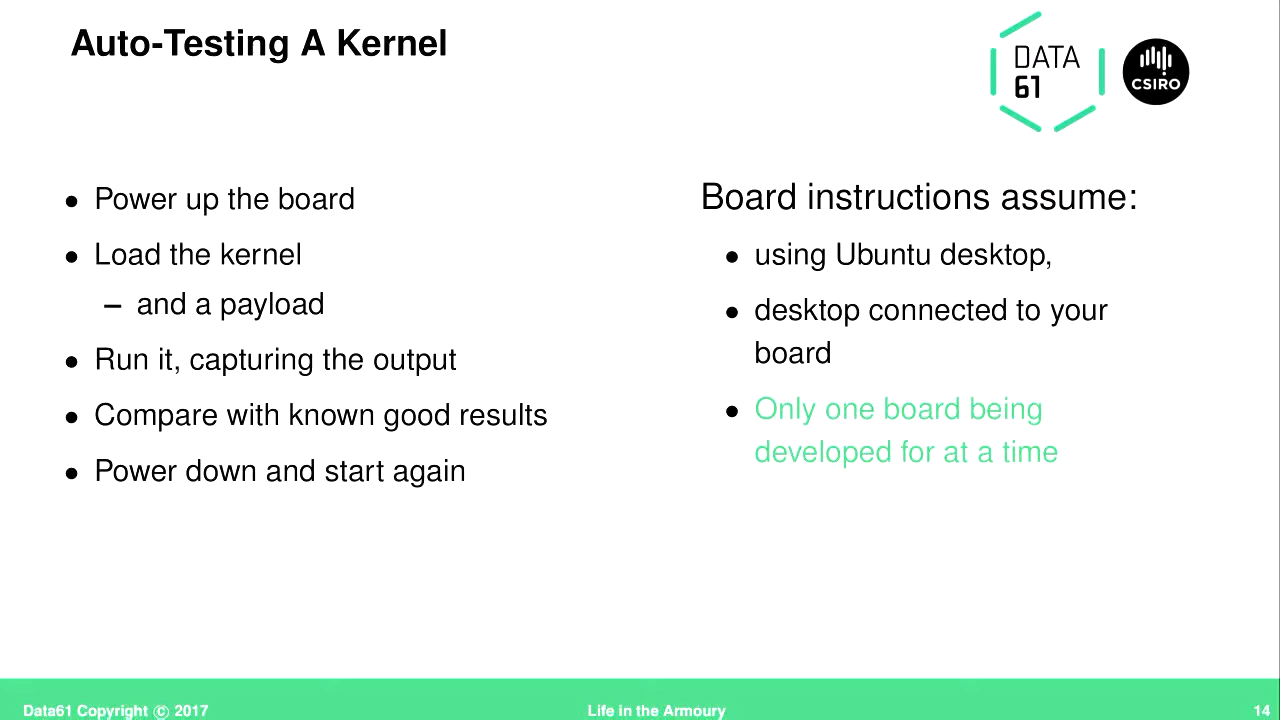 Auto-Testing A Kernel
DATA
61
CSIRO
• Power up the board
• Load the kernel
– and a payload
• Run it, capturing the output
• Compare with known good results
• Power down and start again
Board instructions assume:
• using Ubuntu desktop,
• desktop connected to your
board
• Only one board being
developed for at a time
Data61 Copyright © 2017
Life in the Armoury
14